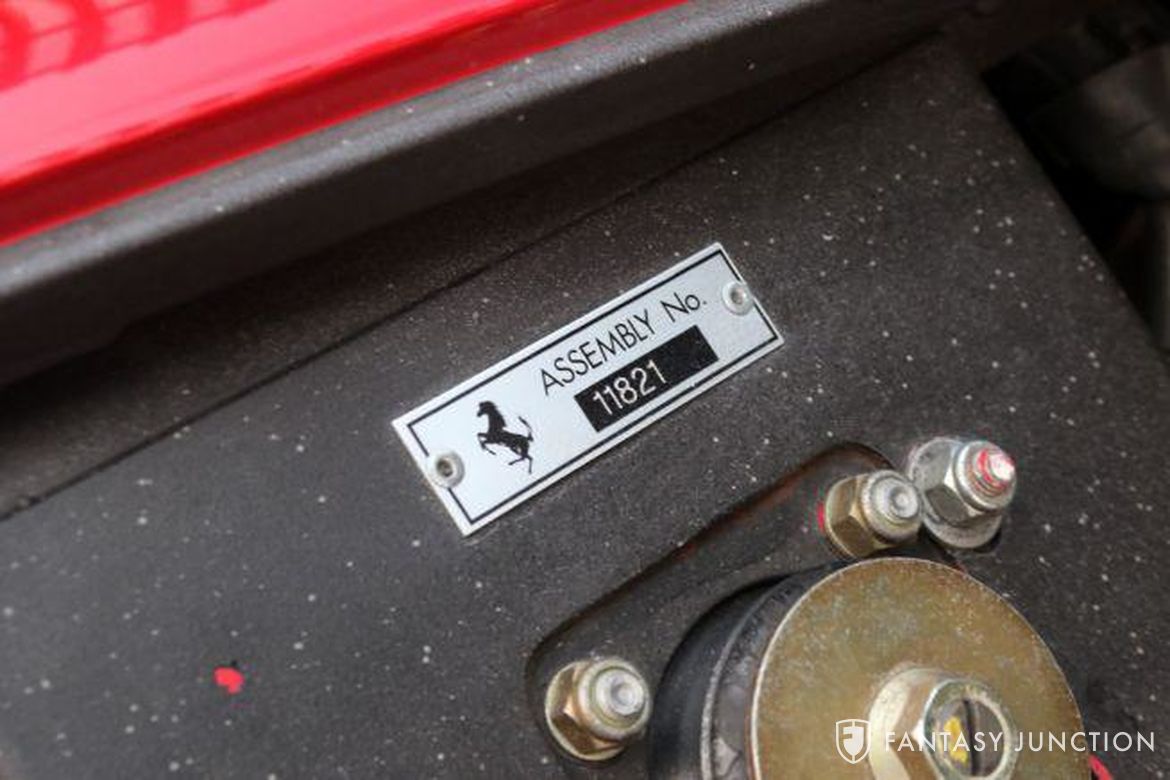 ASSEMBLY No.
11821
FANTASY JUNCTION